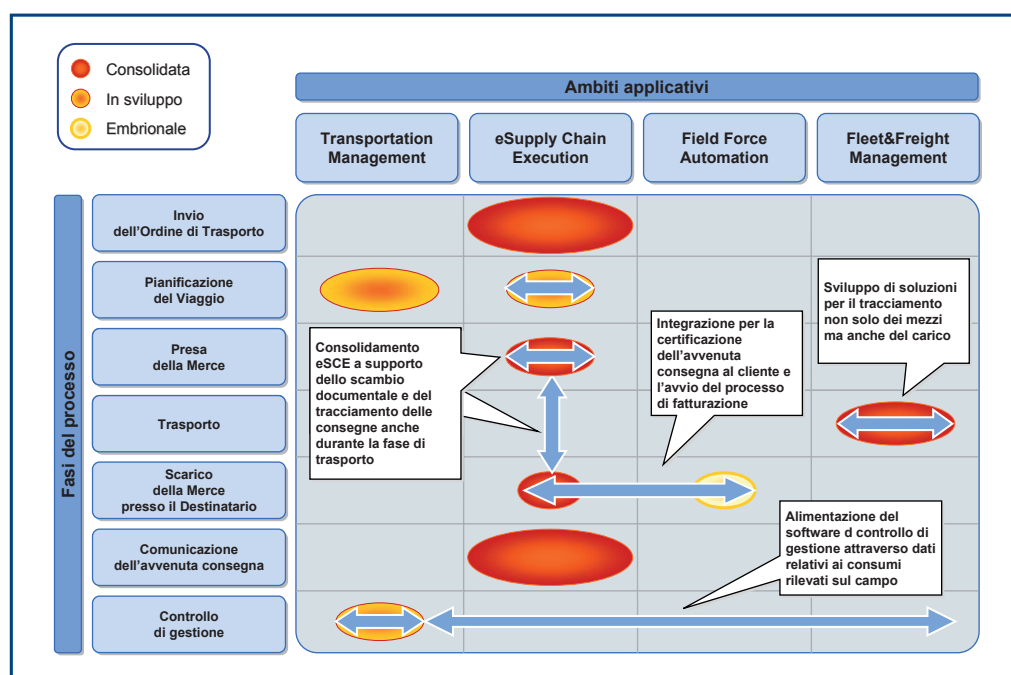 Consolidata
In sviluppo
Embrionale
Ambiti applicativi
Transportation
Management
eSupply Chain
Execution
Field Force
Automation
Fleet&Freight
Management
Fasi del processo
Invio
dell'Ordine di Trasporto
Pianificazione
del Viaggio
Presa
della Merce
Trasporto
Scarico
della Merce
presso il Destinatario
Comunicazione
dell'avvenuta consegna
Controllo
di gestione
Consolidamento
eSCE a supporto
dello scambio
documentale e del
tracciamento delle
consegne anche
durante la fase di
trasporto
Integrazione per la
certificazione
dell'avvenuta
consegna al cliente e
l'avvio del processo
di fatturazione
Sviluppo di soluzioni
per il tracciamento
non solo dei mezzi
ma anche del carico
Alimentazione del
software d controllo di
gestione attraverso dati
relativi ai consumi
rilevati sul campo